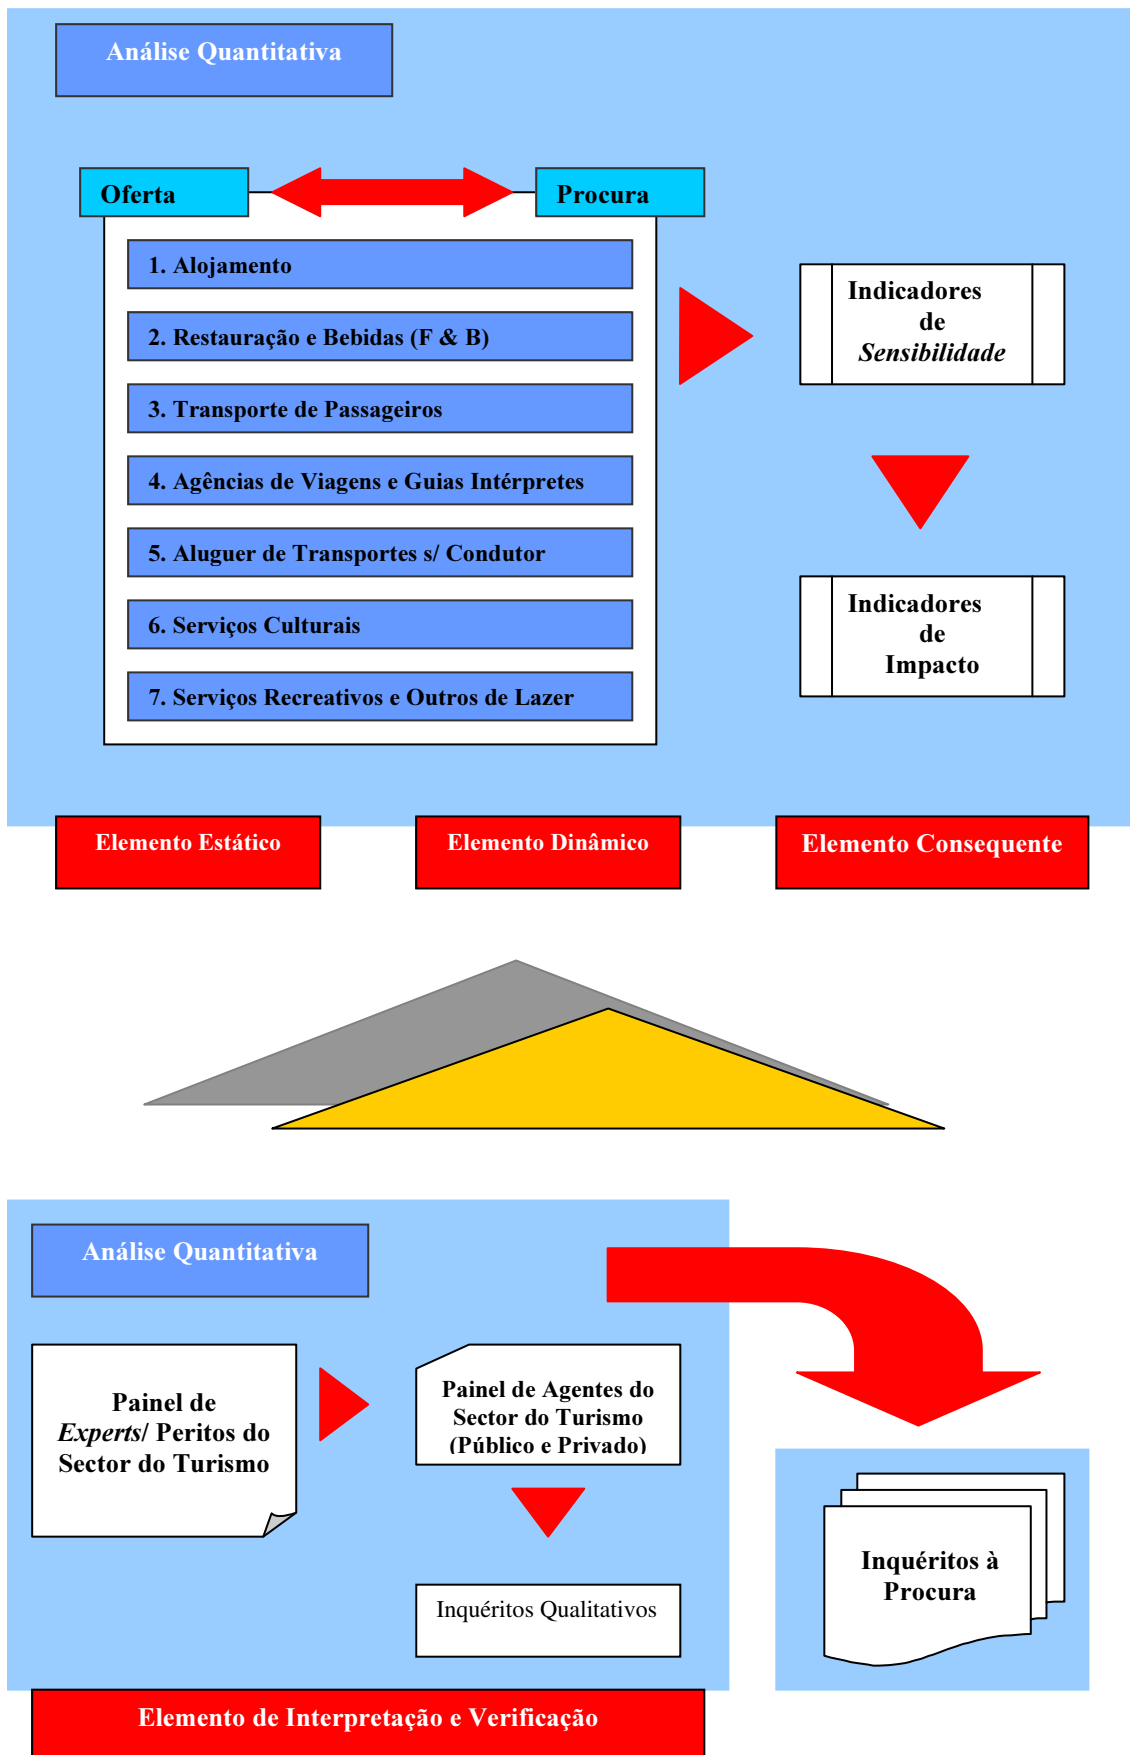 Análise Quantitativa
Oferta
Procura
1. Alojamento
2. Restauração e Bebidas (F & B)
3. Transporte de Passageiros
4. Agências de Viagens e Guias Intérpretes
5. Aluguer de Transportes s/ Condutor
6. Serviços Culturais
7. Serviços Recreativos e Outros de Lazer
Indicadores
de
Sensibilidade
Indicadores
de
Impacto
Elemento Estático
Elemento Dinâmico
Elemento Consequente
Análise Quantitativa
Painel de
Experts/ Peritos do
Sector do Turismo
Painel de Agentes do
Sector do Turismo
(Público e Privado)
Inquéritos Qualitativos
Inquéritos à
Procura
Elemento de Interpretação e Verificação